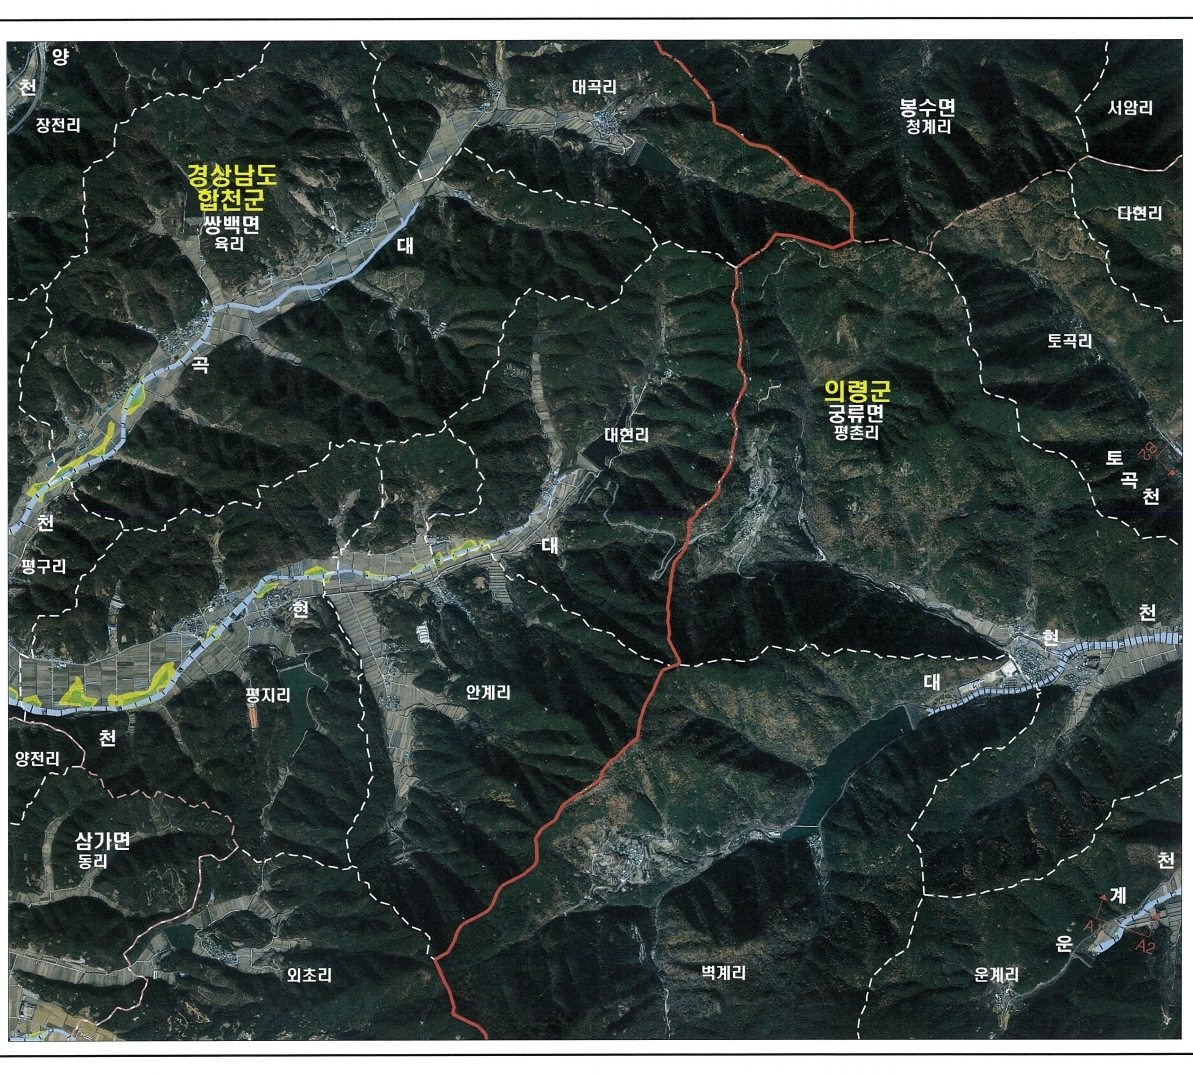 양
천
장전리
대곡리
봉수면
청계리
서암리
경상남도
합천군
쌍백면
육리
다현리
대
토곡리
곡
의령군
궁류면
평촌리
대현리
토
곡
천
천
평구리
대
현
천
현
대
평지리
안계리
천
양전리
삼가면
동리
천
계
A2
운
외초리
벽계리
운계리